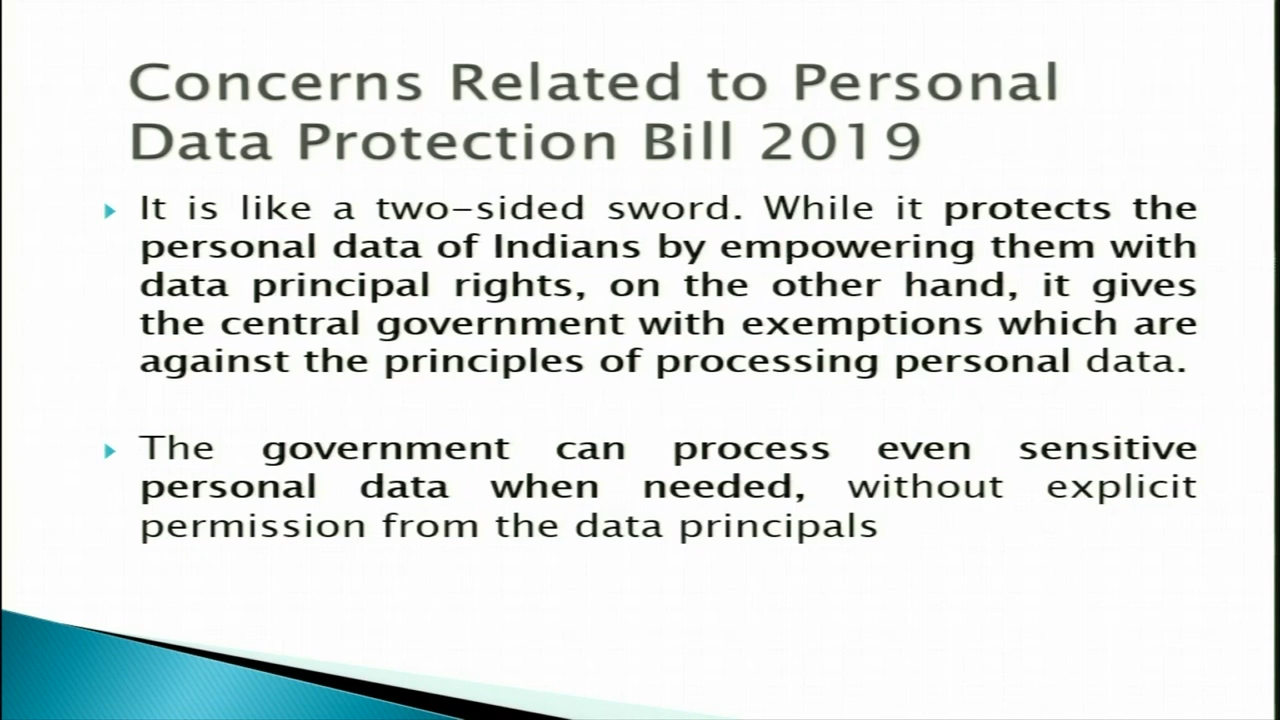 Concerns Related to Personal
Data Protection Bill 2019
It is like a two-sided sword. While it protects the
personal data of Indians by empowering them with
data principal rights, on the other hand, it gives
the central government with exemptions which are
against the principles of processing personal data.
The government can process even sensitive
personal data when needed, without explicit
permission from the data principals